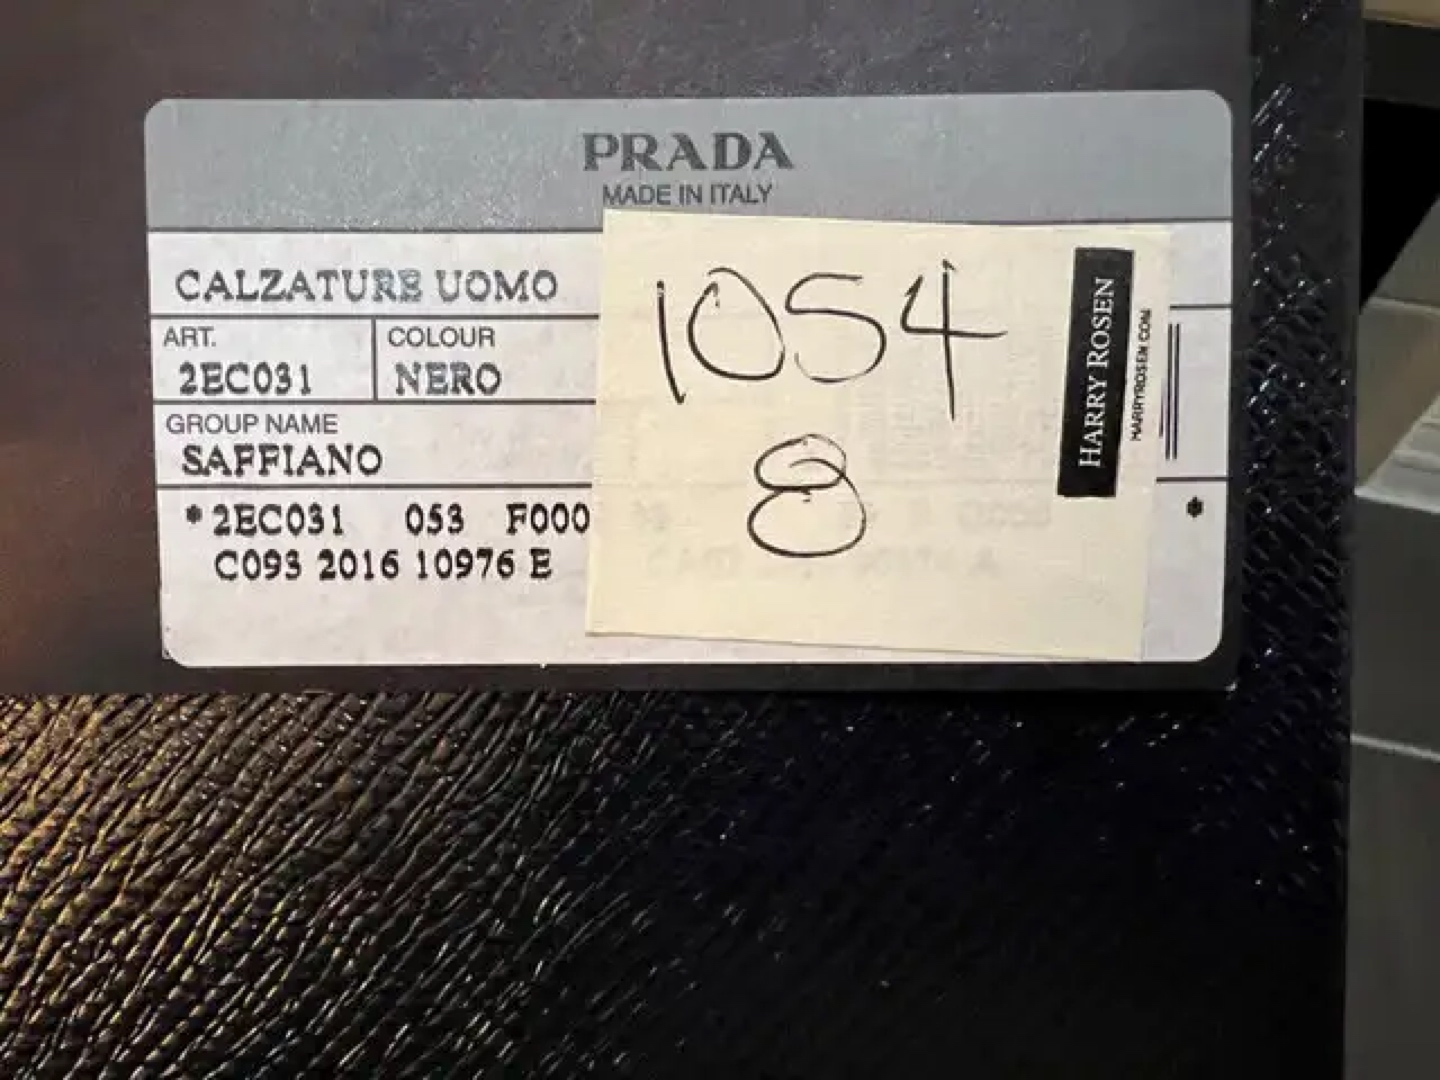 PRADA
MADE IN ITALY
CALZATURE UOMO
ART.
2EC031
COLOUR
NERO
GROUP NAME
SAFFIANO
*2EC031 053 F000
C093 2016 10976 E
*
1054
8
HARRY ROSEN
HARRYROSEN.COM